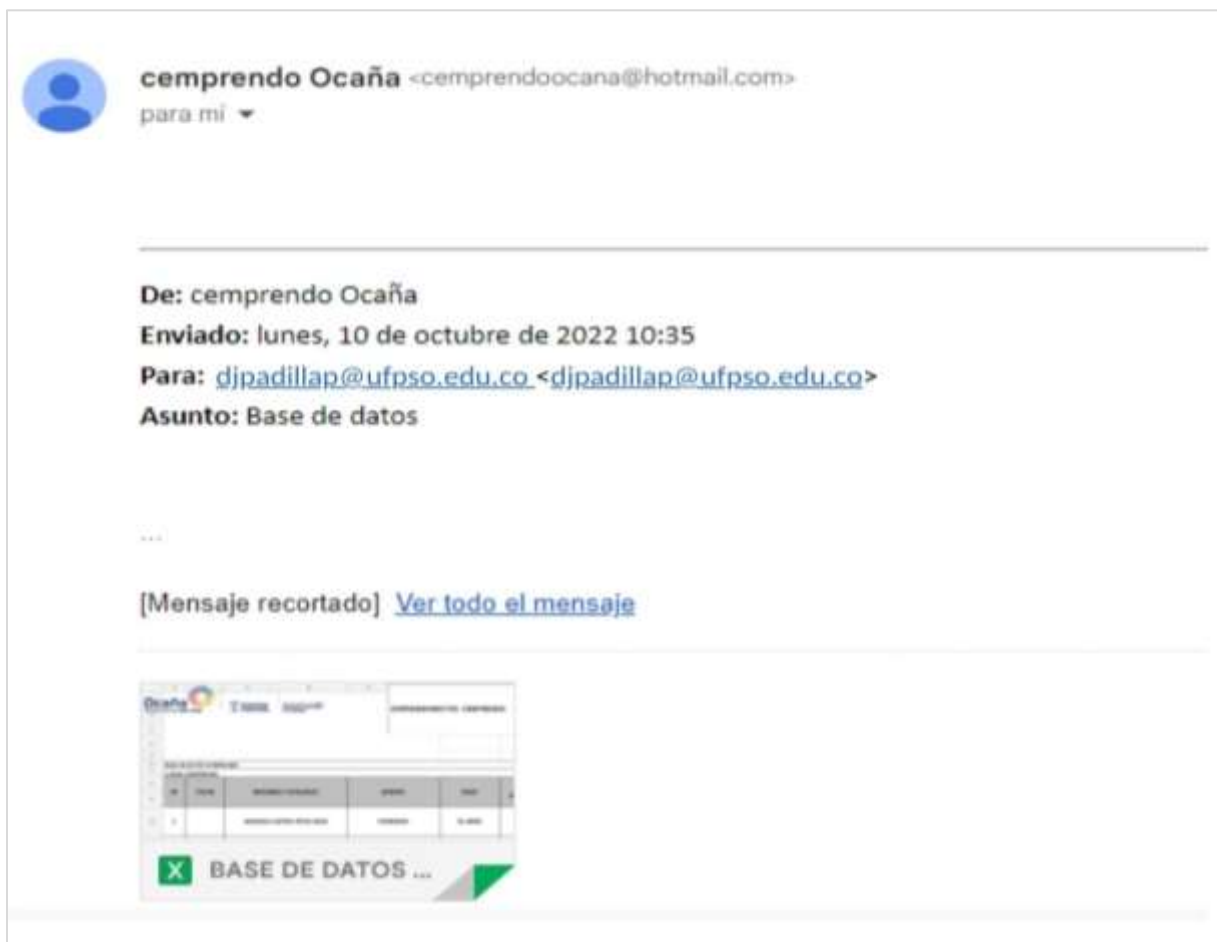 cemprendo Ocaña <cemprendoocana@hotmail.com>
para mí
De: cemprendo Ocaña
Enviado: lunes, 10 de octubre de 2022 10:35
Para: djpadillap@ufpso.edu.co <djpadillap@ufpso.edu.co>
Asunto: Base de datos
...
[Mensaje recortado] Ver todo el mensaje
Ocaña
X BASE DE DATOS ...